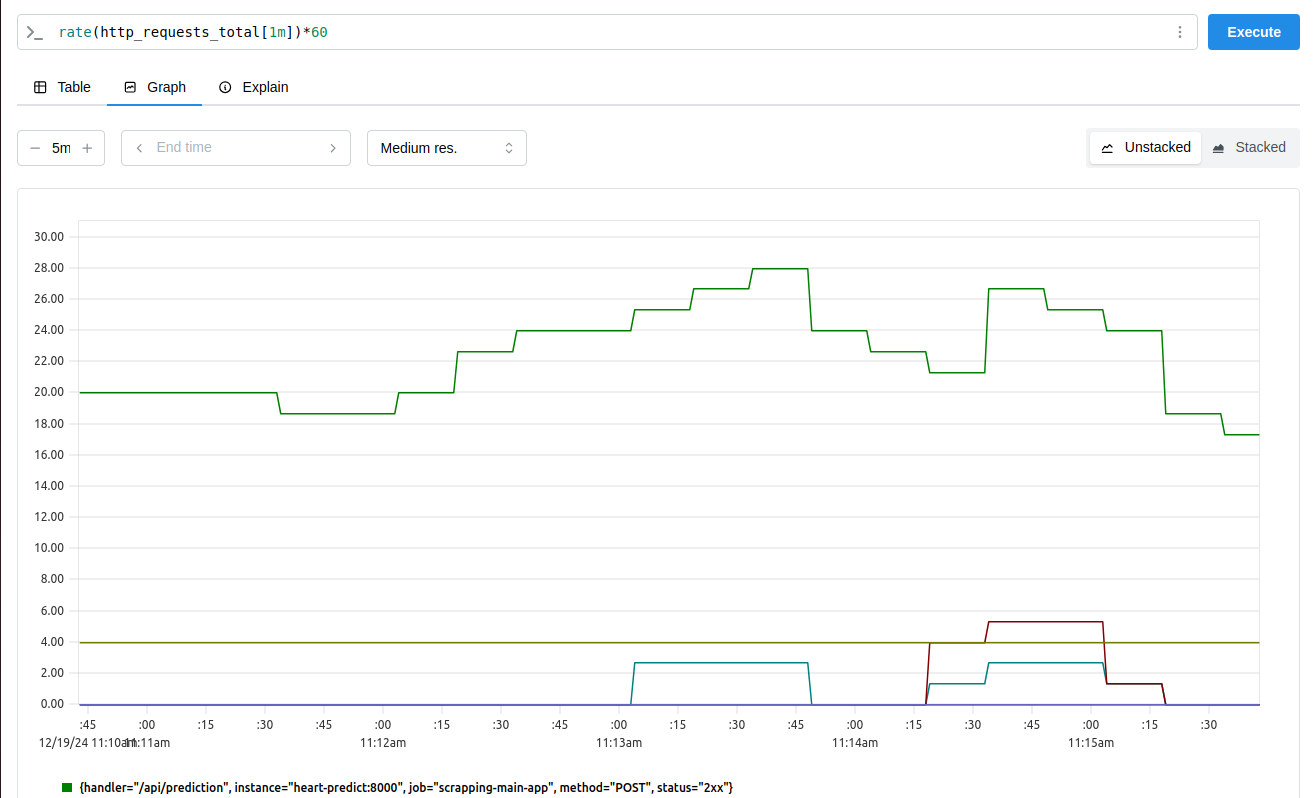 rate(http_requests_total[1m])*60
Execute
Table Graph Explain
5m End time Medium res. Unstacked Stacked
30.00
28.00
26.00
24.00
22.00
20.00
18.00
16.00
14.00
12.00
10.00
8.00
6.00
4.00
2.00
0.00
:45 :00 :15 :30 :45 :00 :15 :30 :45 :00 :15 :30 :45 :00 :15 :30 :45 :00 :15 :30
12/19/24 11:10am 11:11am 11:12am 11:13am 11:14am 11:15am
{handler="/api/prediction", instance="heart-predict:8000", job="scrapping-main-app", method="POST", status="2xx"}